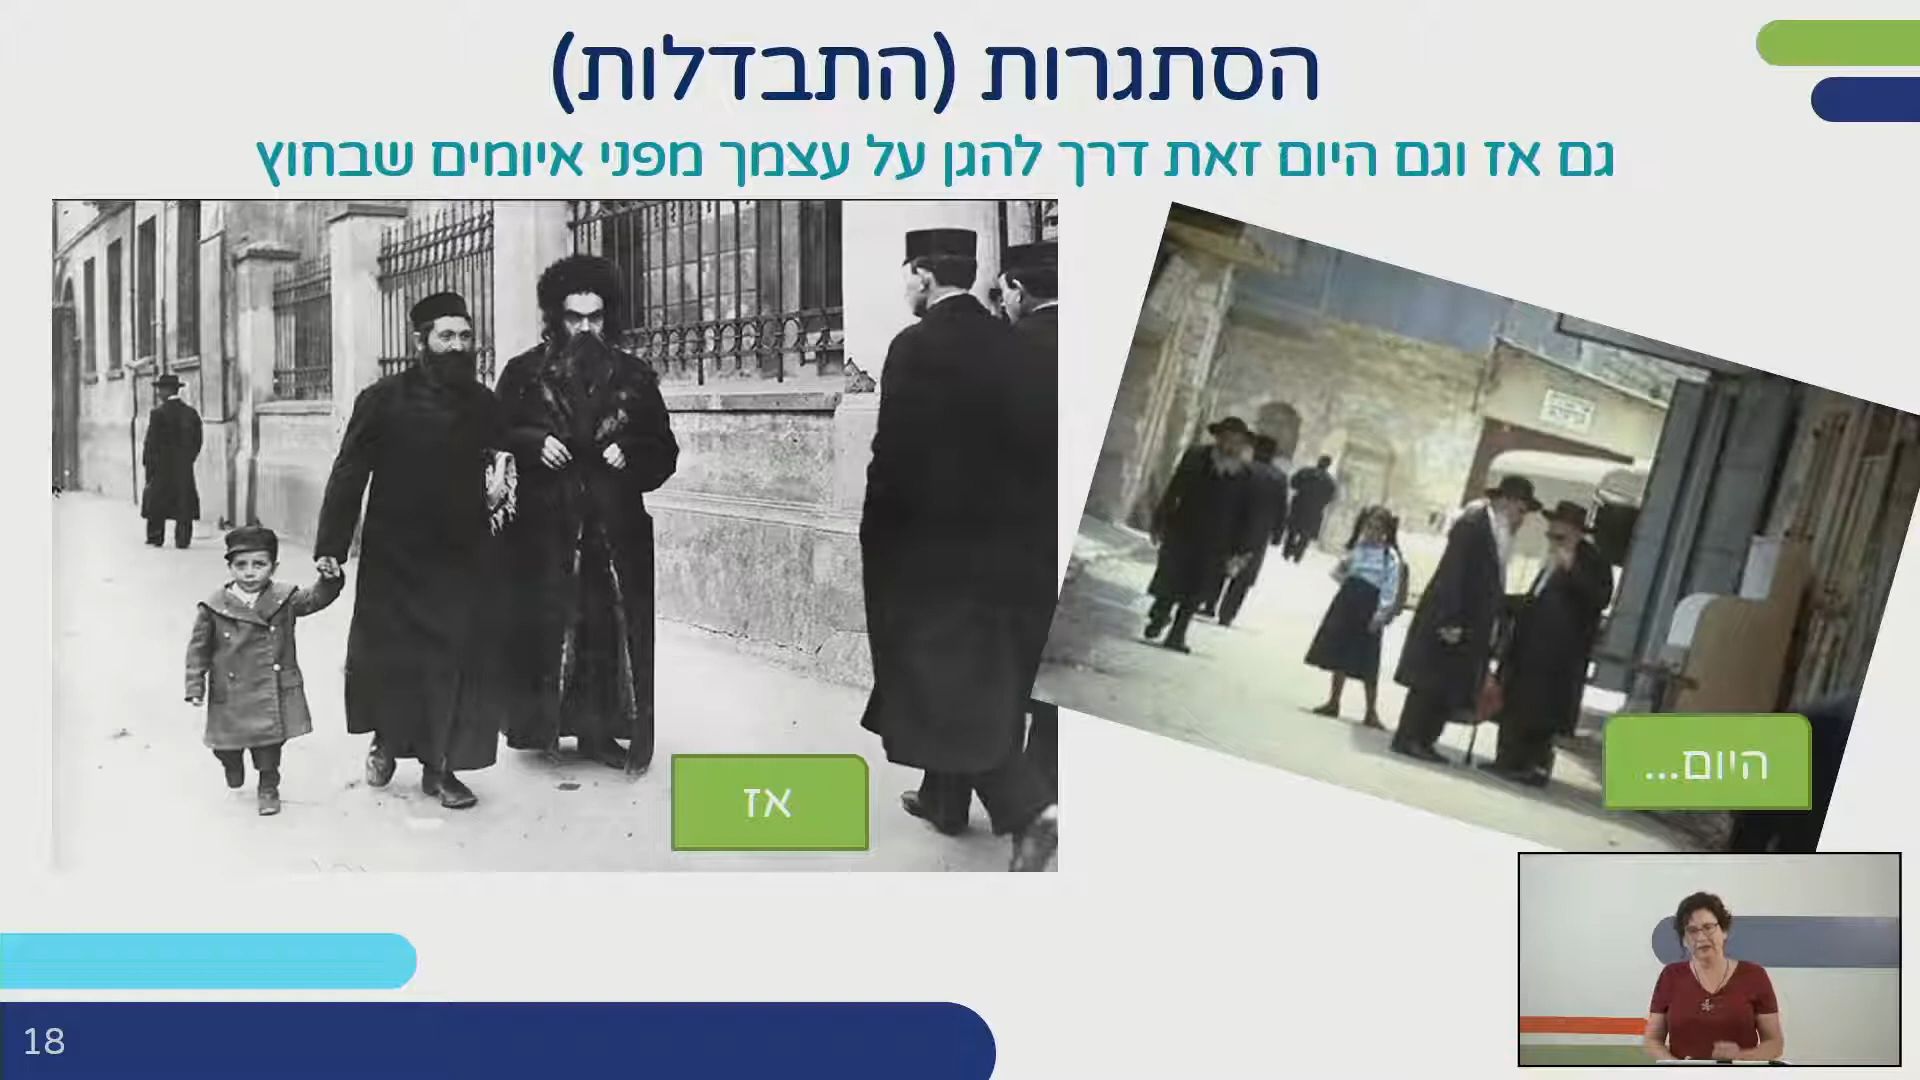 הסתגרות (התבדלות)
גם אז וגם היום זאת דרך להגן על עצמך מפני איומים שבחוץ
אז
היום...
18